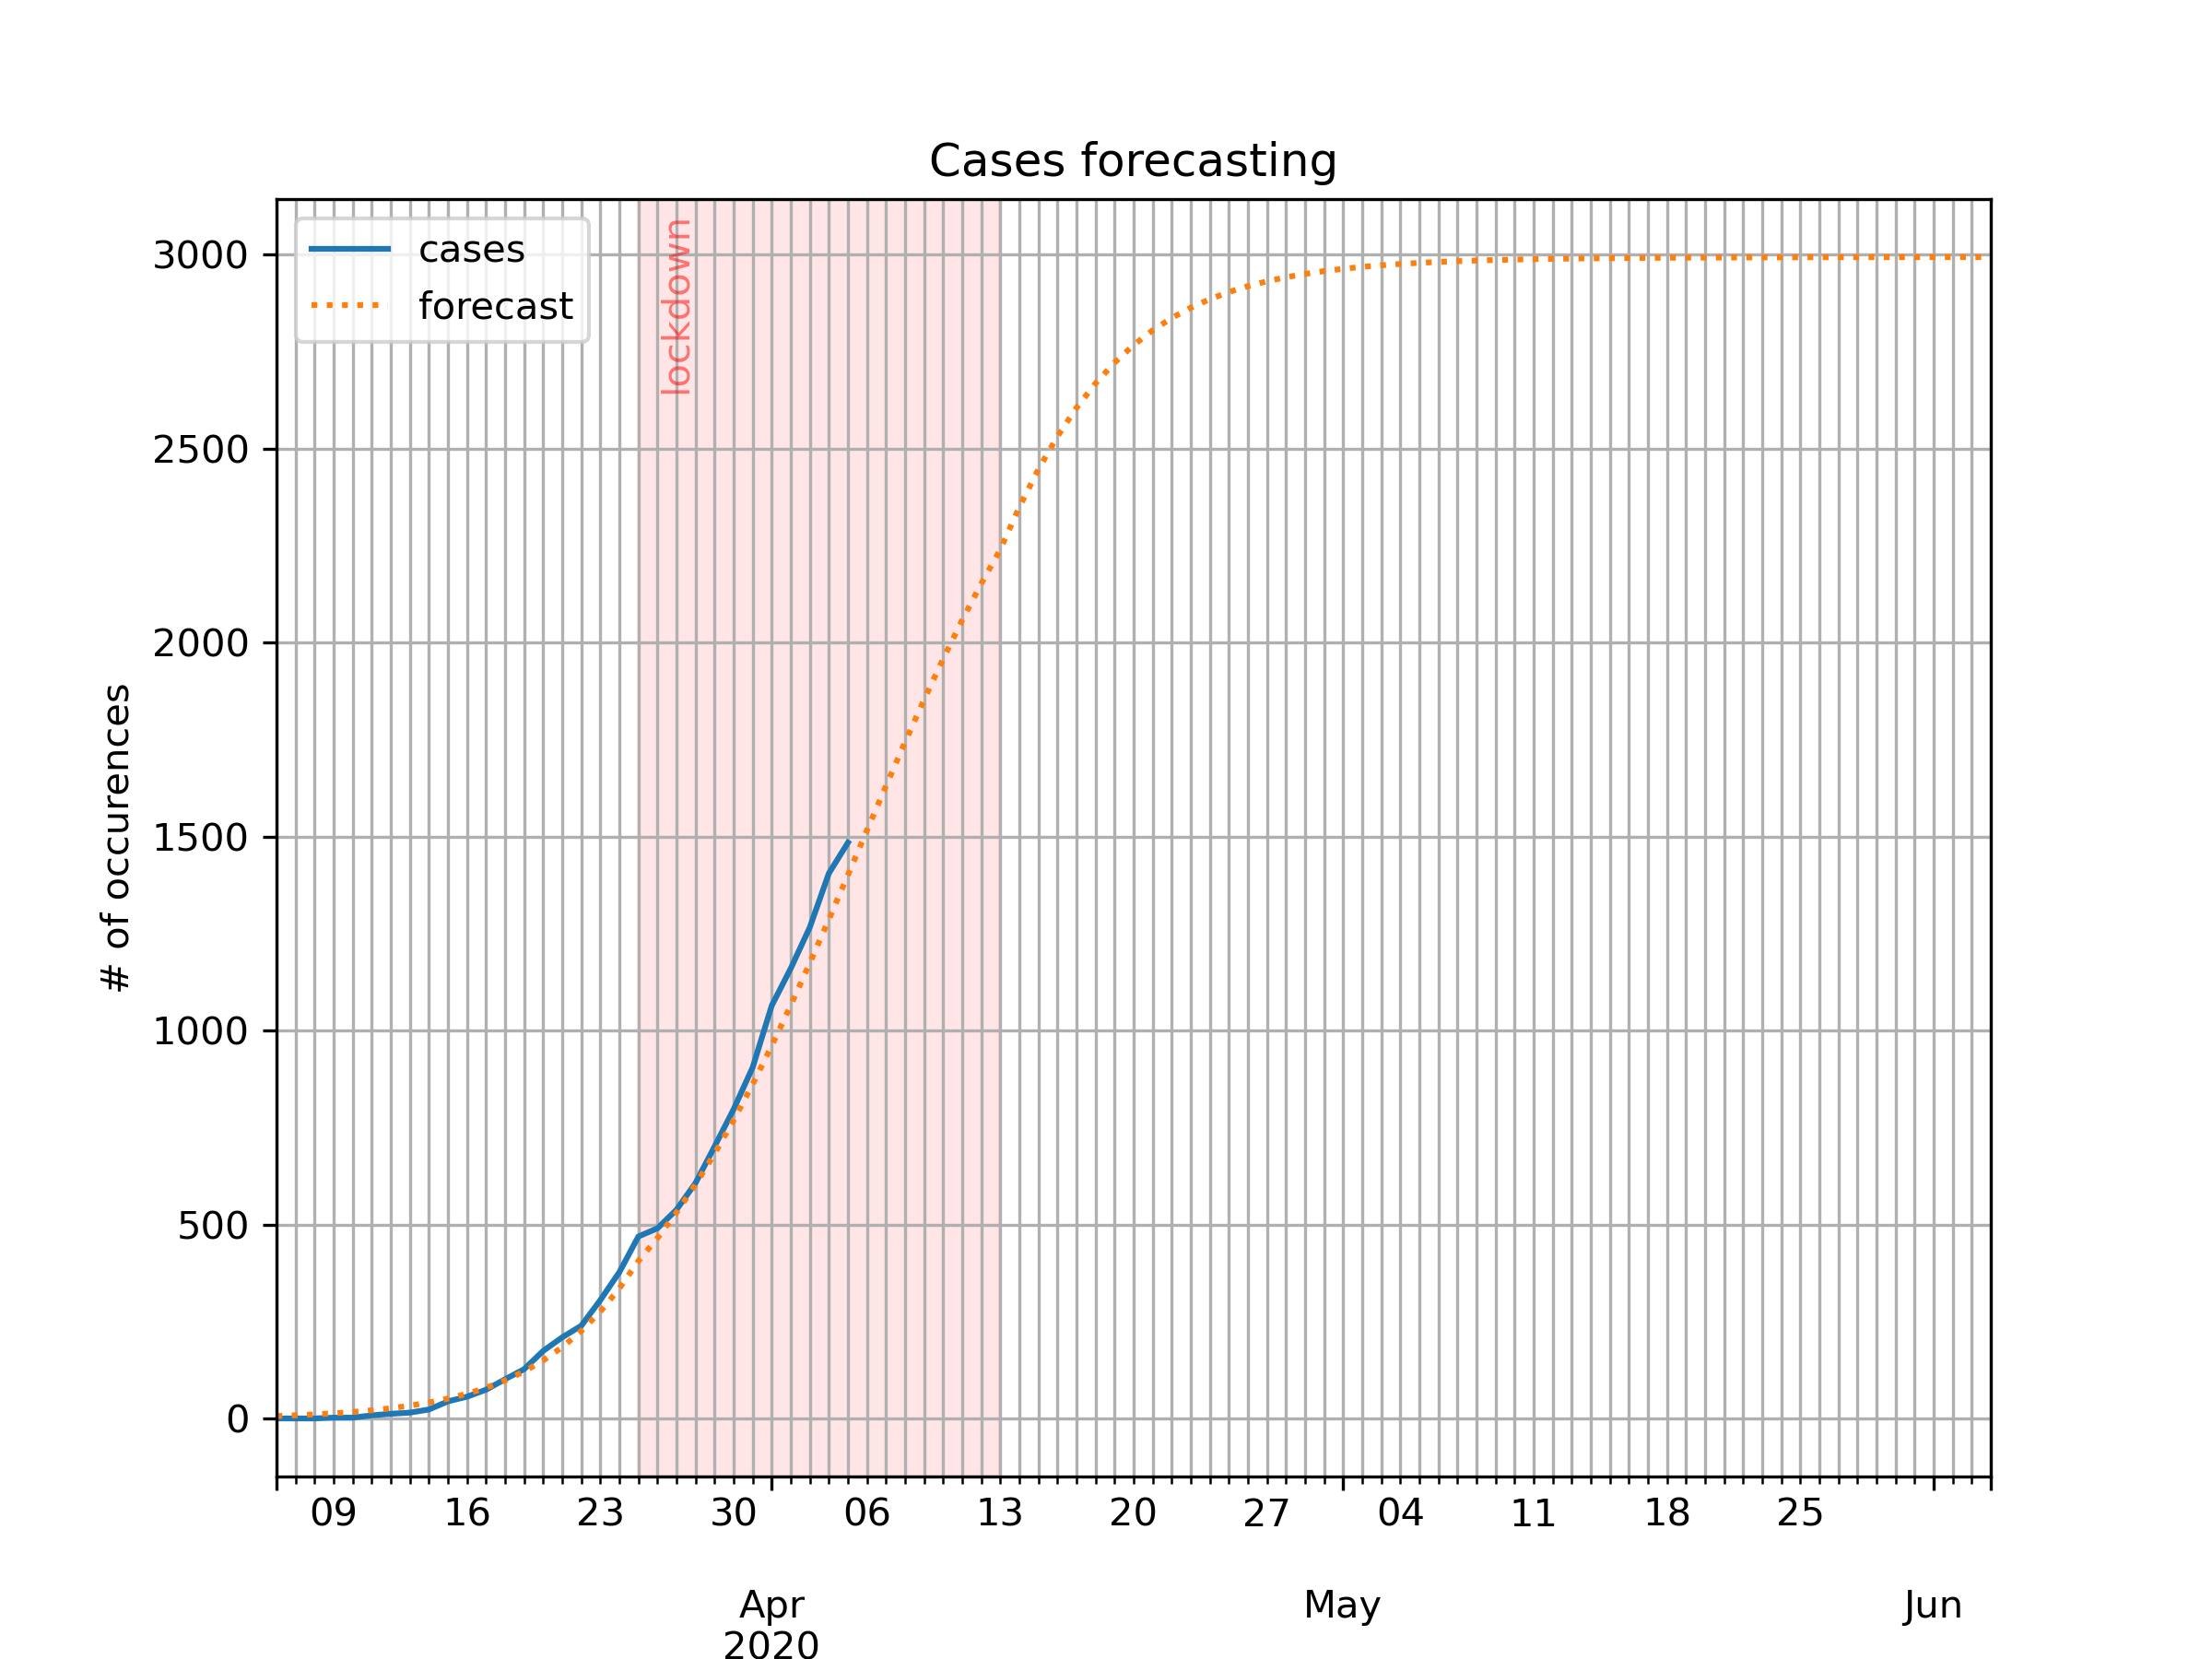 Cases forecasting
cases
forecast
lockdown
3000
2500
2000
1500
1000
500
0
# of occurences
09 16 23 30 06 13 20 27 04 11 18 25
Apr May Jun
2020